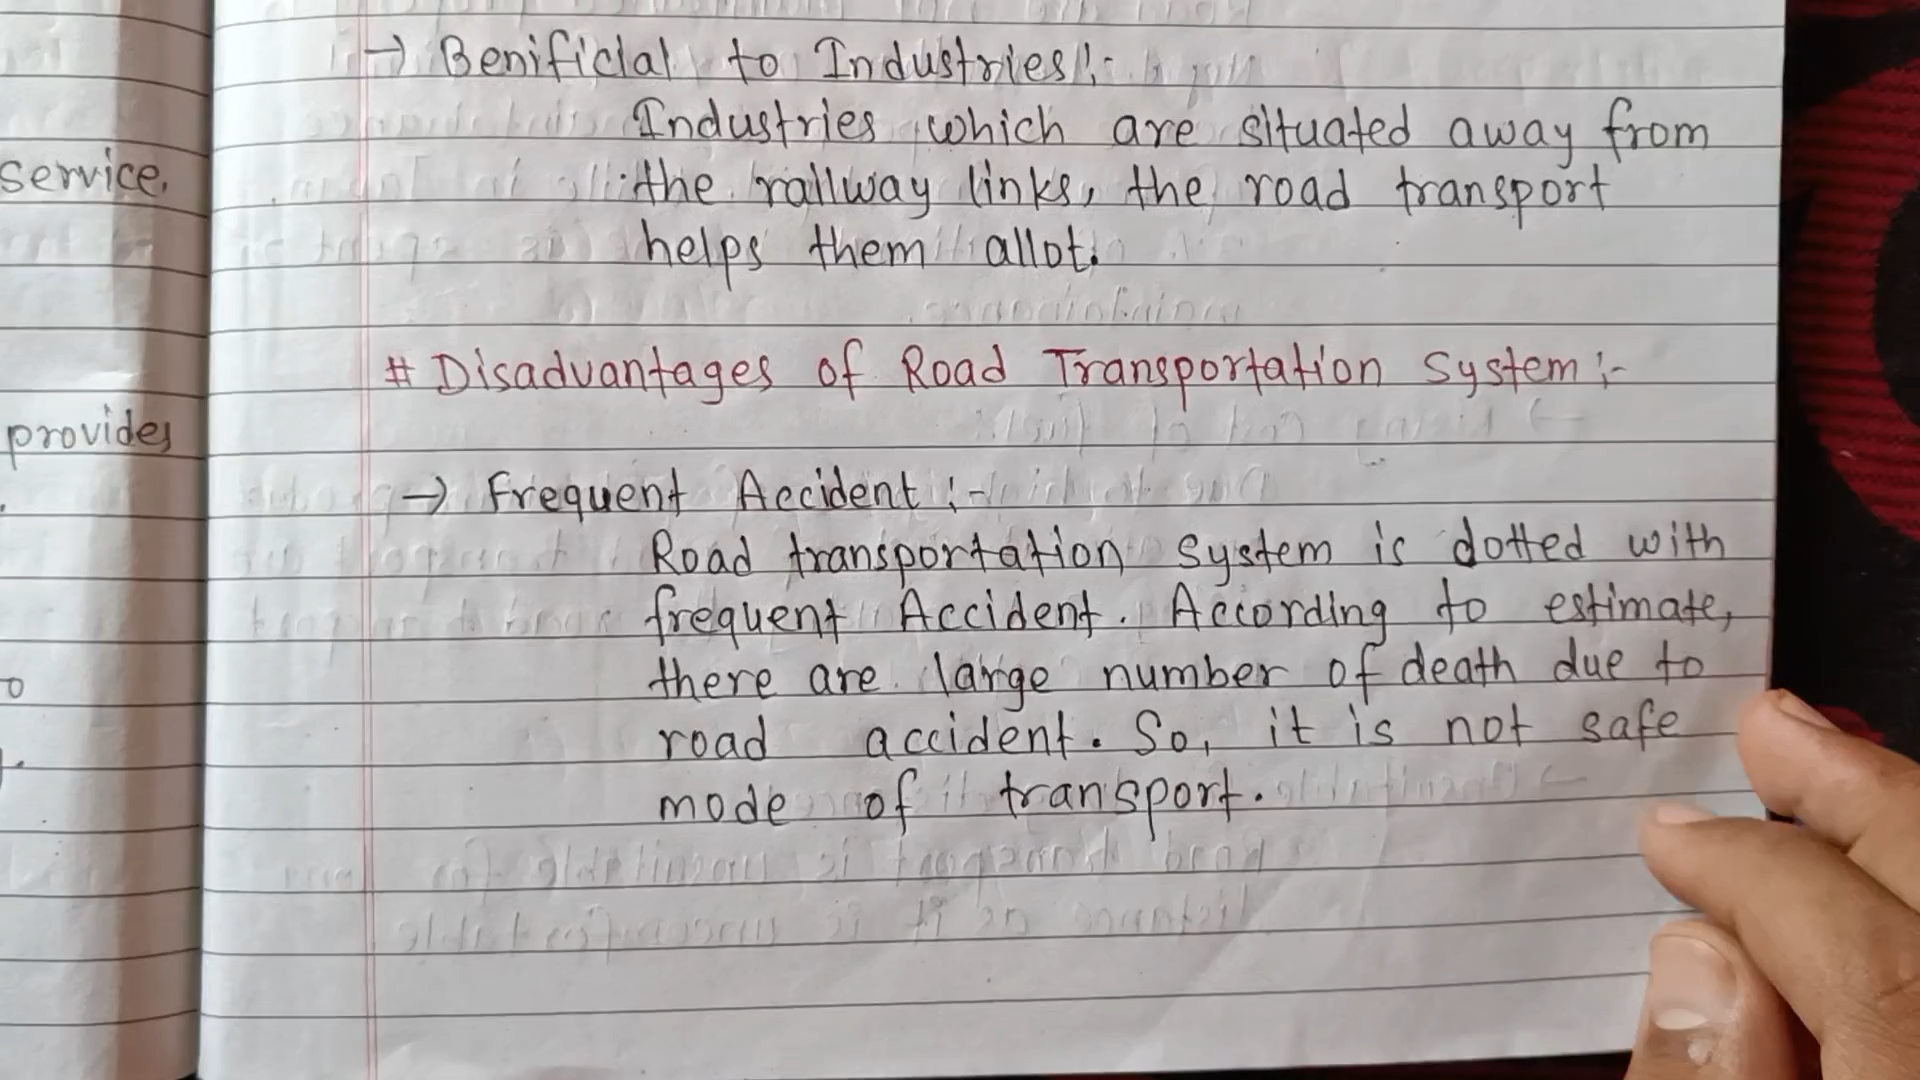 → Benificial to Industries:-
Industries which are situated away from
the railway links, the road transport
helps them allot.
# Disadvantages of Road Transportation System:-
→ Frequent Accident:-
Road transportation system is dotted with
frequent Accident. According to estimate,
there are large number of death due to
road accident. So, it is not safe
mode of transport.
service.
provides